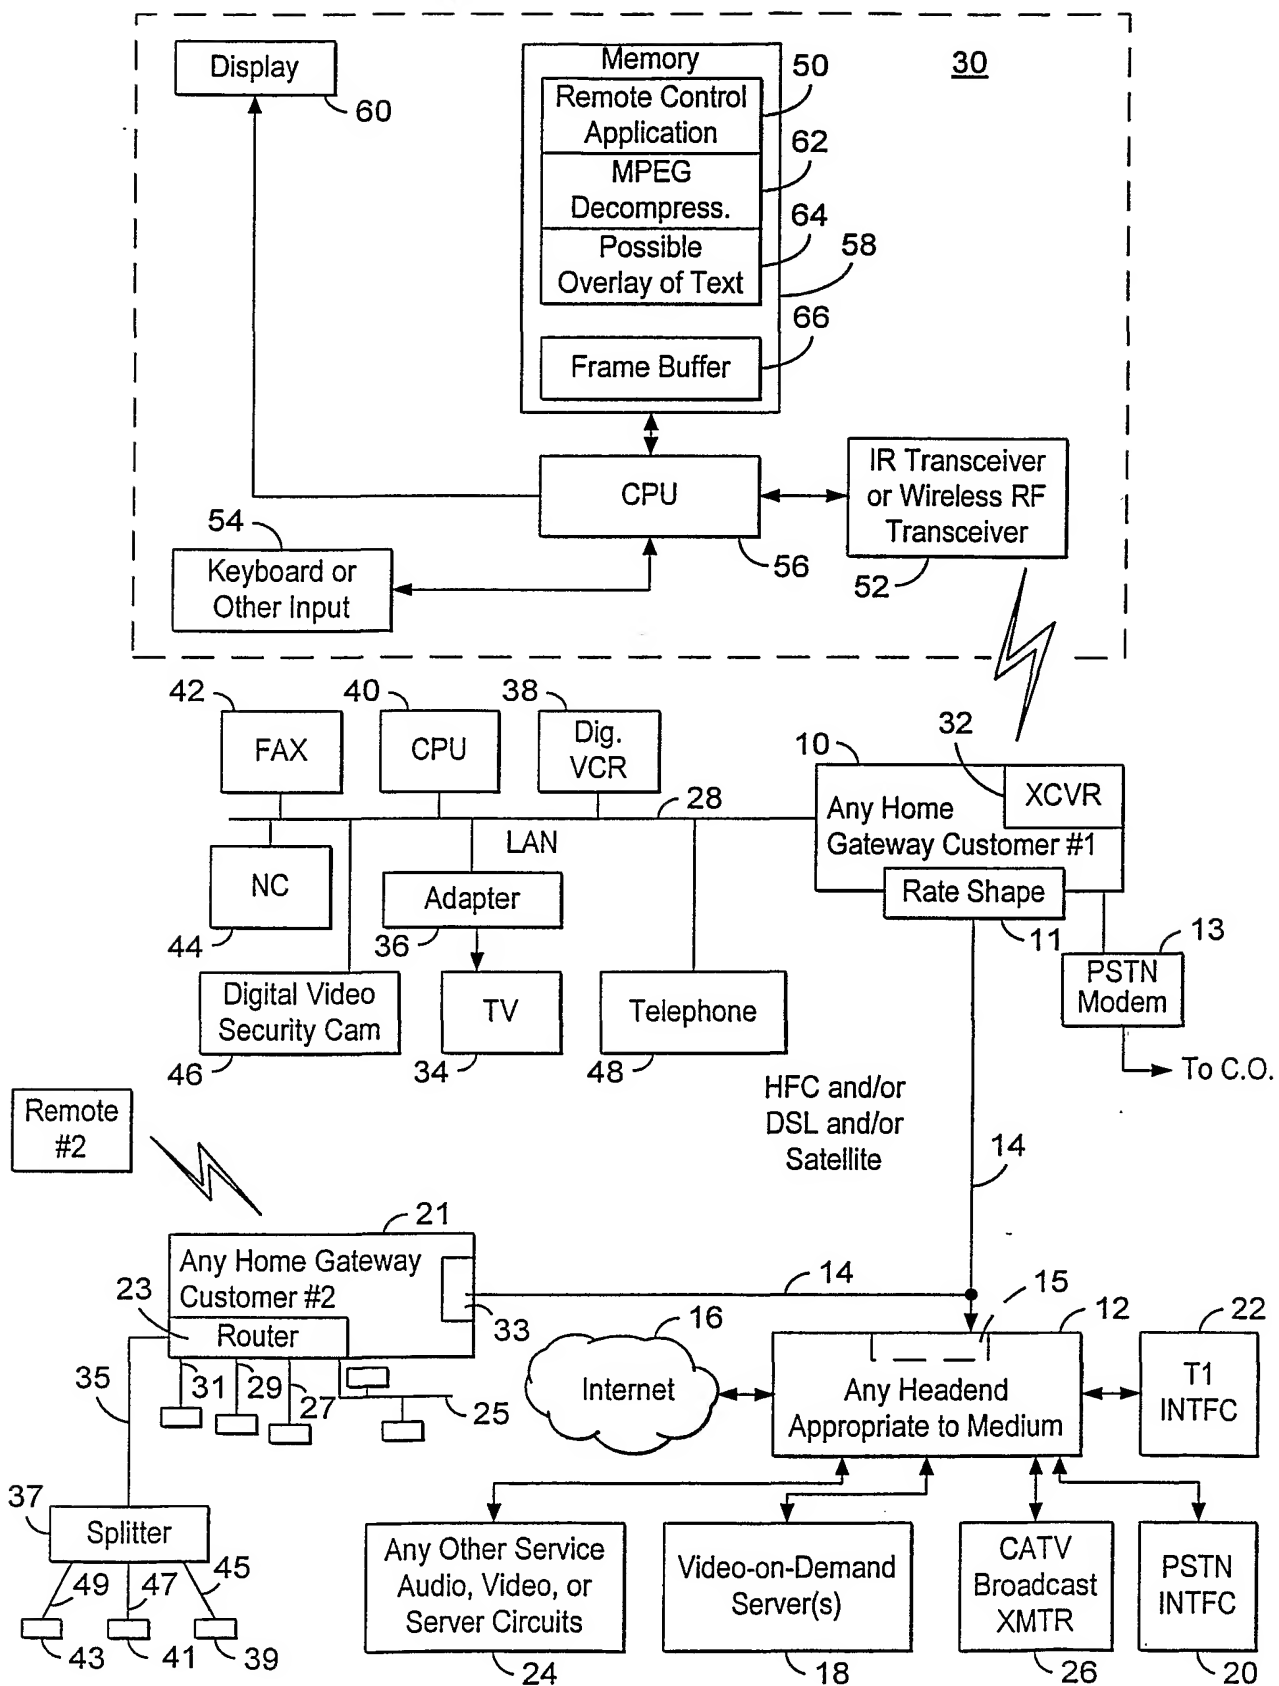 30
Display
60
Memory
Remote Control
Application
50
MPEG
Decompress.
62
Possible
Overlay of Text
64
58
Frame Buffer
66
CPU
56
IR Transceiver
or Wireless RF
Transceiver
52
54
Keyboard or
Other Input
42
FAX
40
CPU
38
Dig.
VCR
10
32
XCVR
Any Home
Gateway Customer #1
Rate Shape
11
28
LAN
NC
44
Adapter
36
13
PSTN
Modem
To C.O.
Digital Video
Security Cam
46
TV
34
Telephone
48
HFC and/or
DSL and/or
Satellite
14
Remote
#2
21
Any Home Gateway
Customer #2
23
Router
33
14
15
12
16
Internet
Any Headend
Appropriate to Medium
22
T1
INTFC
35
31
29
27
25
37
Splitter
49
47
45
43
41
39
Any Other Service
Audio, Video, or
Server Circuits
24
Video-on-Demand
Server(s)
18
CATV
Broadcast
XMTR
26
PSTN
INTFC
20